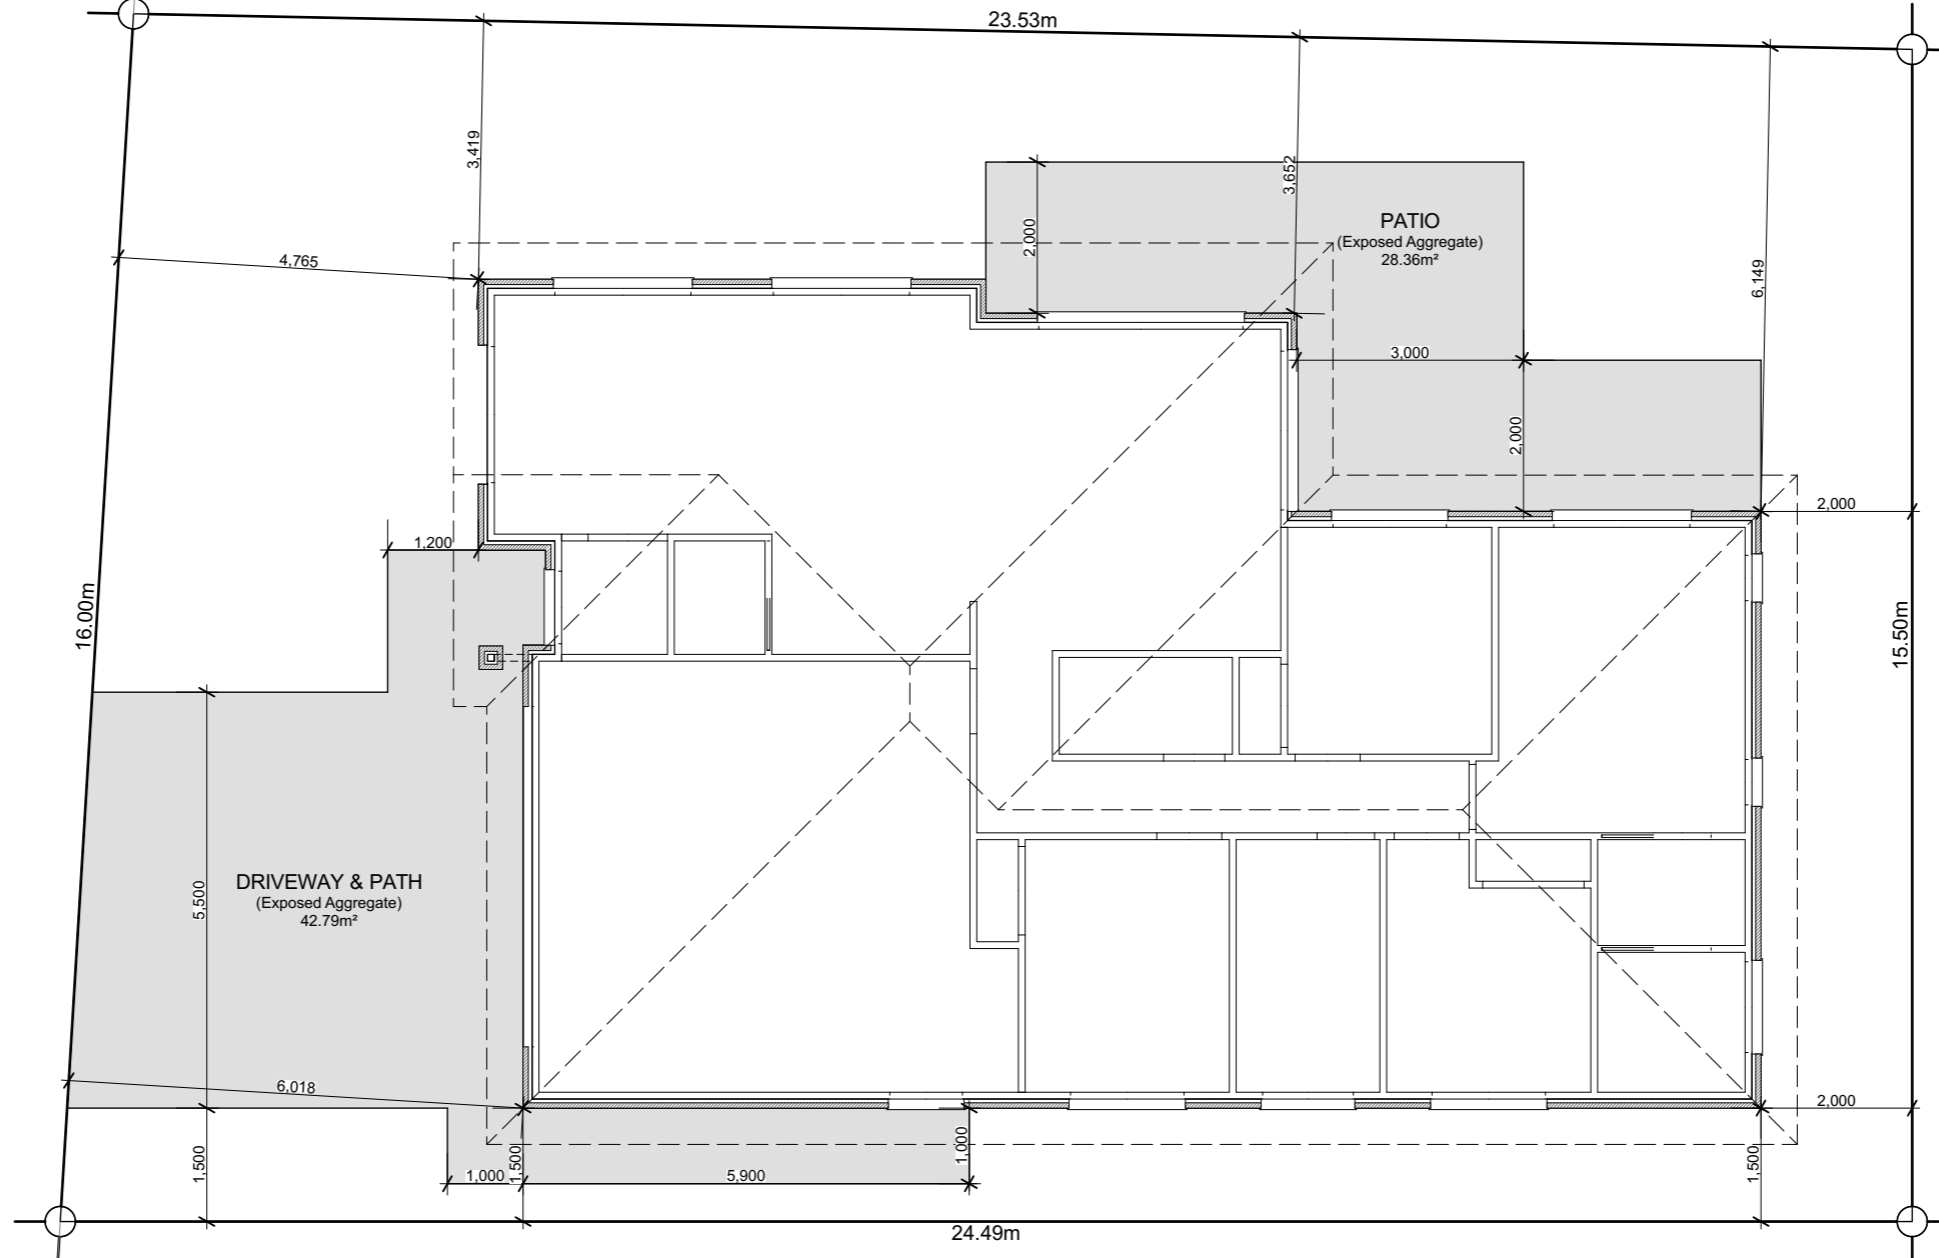 23.53m
3,419
3,652
6,149
2,000
PATIO
(Exposed Aggregate)
28.36m²
4,765
3,000
2,000
2,000
1,200
16.00m
15.50m
DRIVEWAY & PATH
(Exposed Aggregate)
42.79m²
5,500
6,018
2,000
1,500
1,000
1,500
5,900
1,000
1,500
24.49m